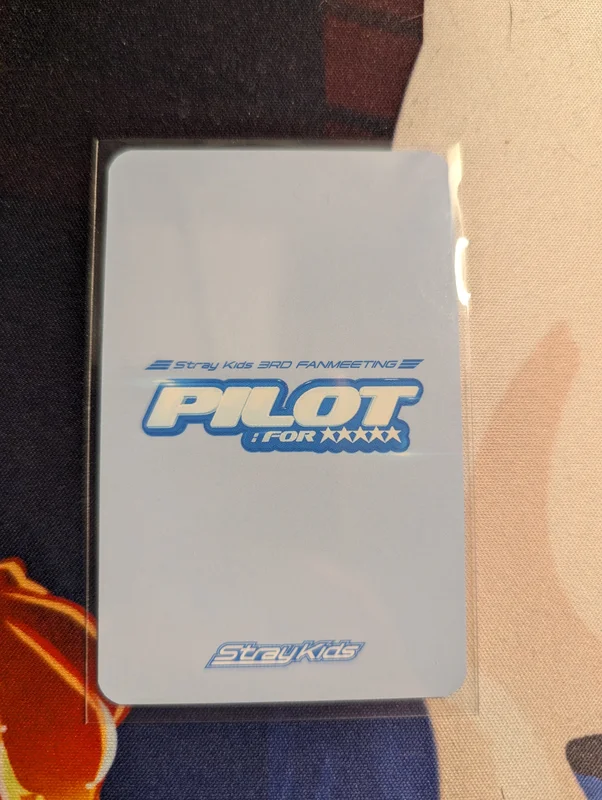 Stray Kids 3RD FANMEETING
PILOT
: FOR ★★★★★
Stray Kids